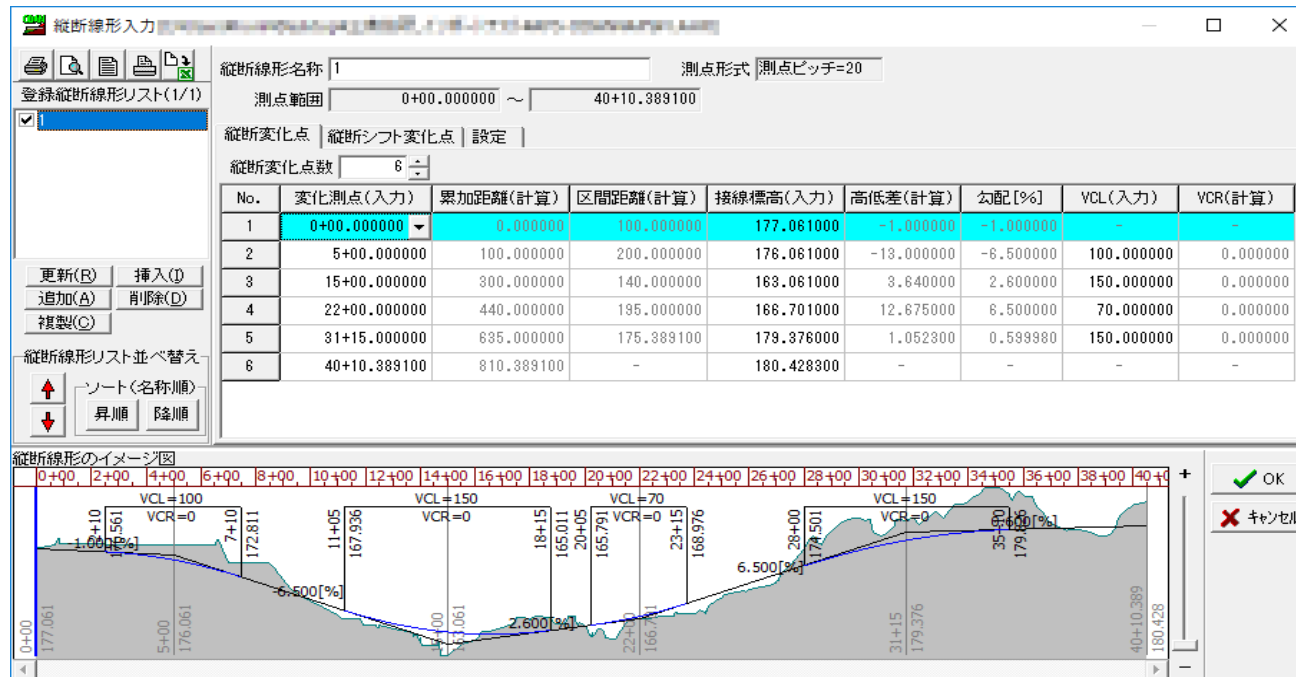 縦断線形入力
縦断線形名称 1 測点形式 測点ピッチ=20
登録縦断線形リスト(1/1) 測点範囲 0+00.000000 ～ 40+10.389100
1
縦断変化点 縦断シフト変化点 設定
縦断変化点数 6
No. 変化測点(入力) 累加距離(計算) 区間距離(計算) 接線標高(入力) 高低差(計算) 勾配[%] VCL(入力) VCR(計算)
1 0+00.000000 0.000000 100.000000 177.061000 -1.000000 -1.000000 - -
2 5+00.000000 100.000000 200.000000 176.061000 -13.000000 -6.500000 100.000000 0.000000
3 15+00.000000 300.000000 140.000000 163.061000 3.640000 2.600000 150.000000 0.000000
4 22+00.000000 440.000000 195.000000 166.701000 12.675000 6.500000 70.000000 0.000000
5 31+15.000000 635.000000 175.389100 179.376000 1.052300 0.599980 150.000000 0.000000
6 40+10.389100 810.389100 - 180.428300 - - - -
更新(R) 挿入(I)
追加(A) 削除(D)
複製(C)
縦断線形リスト並べ替え
ソート(名称順)
昇順 降順
縦断線形のイメージ図
0+00 2+00 4+00 6+00 8+00 10+00 12+00 14+00 16+00 18+00 20+00 22+00 24+00 26+00 28+00 30+00 32+00 34+00 36+00 38+00 + OK
VCL=100 VCL=150 VCL=70 VCL=150
VCR=0 VCR=0 VCR=0 VCR=0
キャンセル
2+10
7+10 172.811
11+05 167.936
18+15 165.011
20+05 165.791
23+15 168.976
28+00 174.501
-1.000[%]
-6.500[%]
2.600[%]
6.500[%]
0.600[%]
0+00 177.061
5+00 176.061
22+00
31+15 179.376
40+10.389 180.428
−